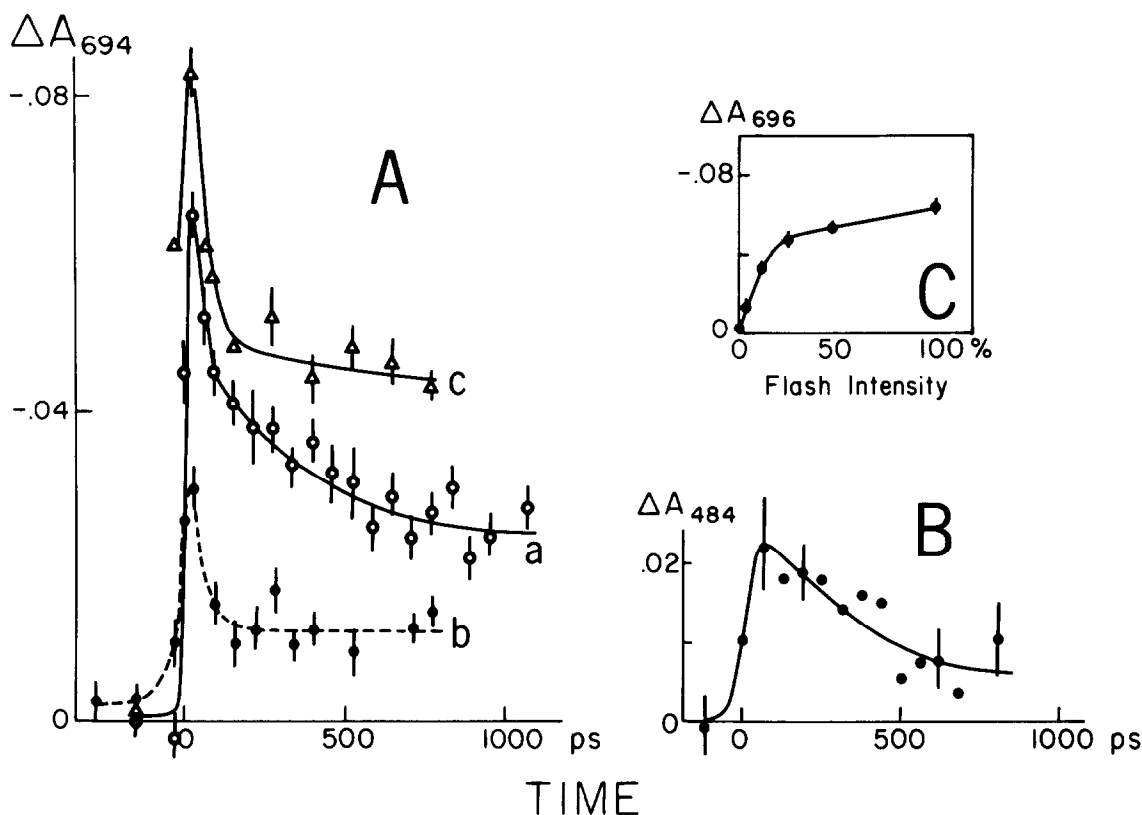 ΔA694
-.08
-.04
0
A
c
a
b
0 500 1000 ps
ΔA696
-.08
0
C
0 50 100%
Flash Intensity
ΔA484
.02
0
B
0 500 1000 ps
TIME